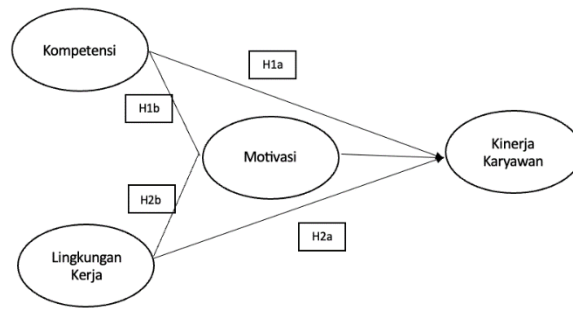 Kompetensi
H1a
H1b
Motivasi
Kinerja
Karyawan
H2b
H2a
Lingkungan
Kerja